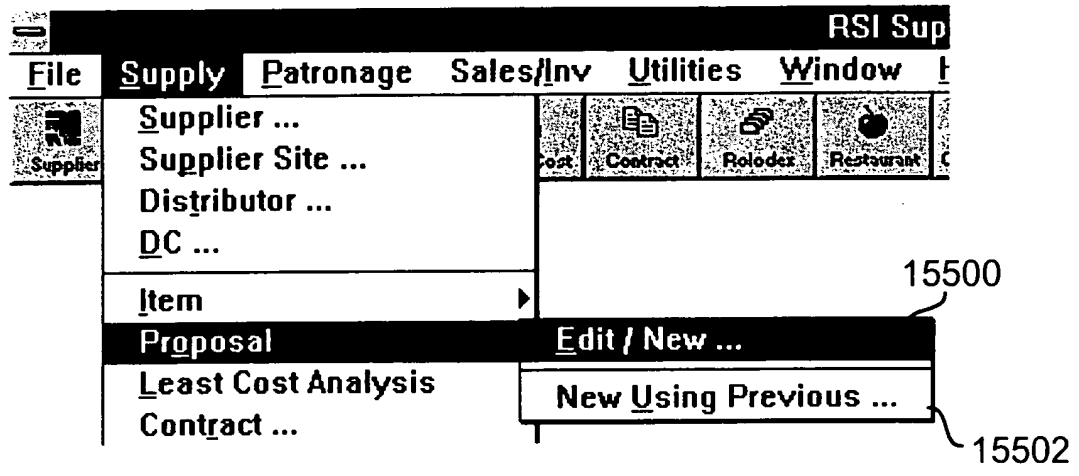 RSI Sup
File Supply Patronage Sales/Inv Utilities Window
Supplier Cost Contract Rolodex Restaurant
Supplier ...
Supplier Site ...
Distributor ...
DC ...
Item
Proposal
Least Cost Analysis
Contract ...
15500
Edit / New ...
New Using Previous ...
15502